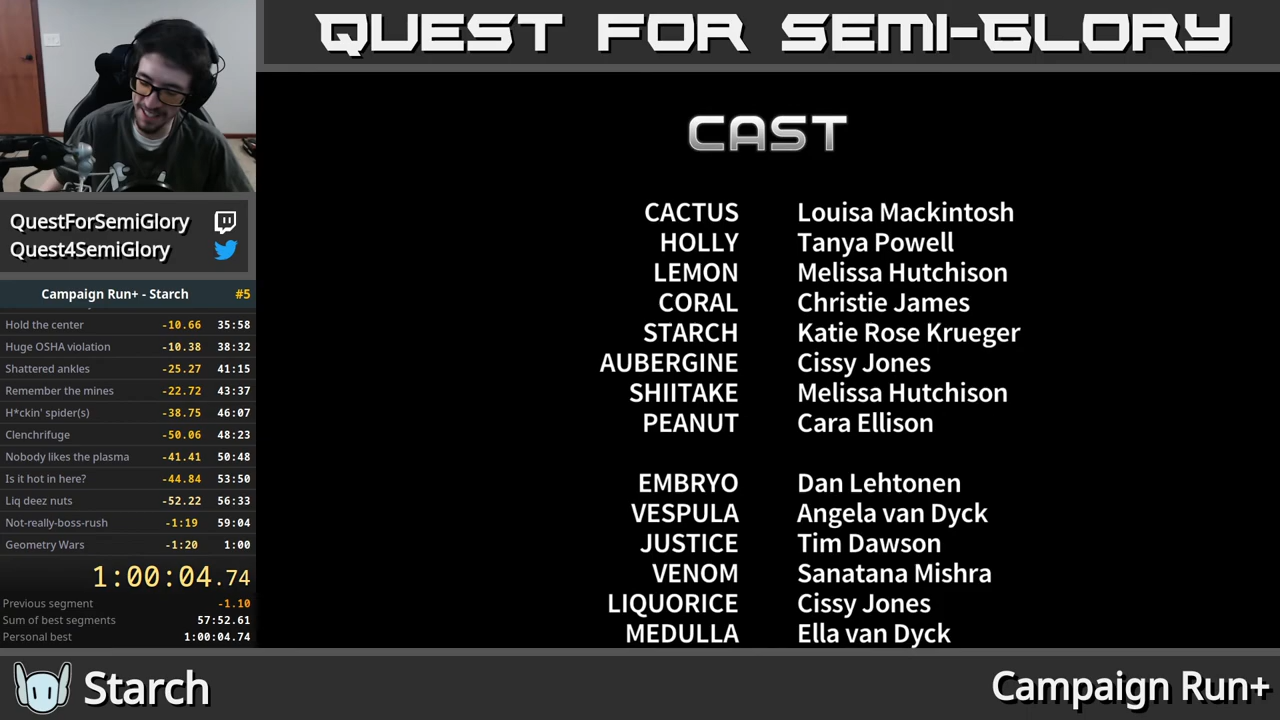 QUEST FOR SEMI-GLORY
QuestForSemiGlory
Quest4SemiGlory
Campaign Run+ - Starch #5
Hold the center -10.66 35:58
Huge OSHA violation -10.38 38:32
Shattered ankles -25.27 41:15
Remember the mines -22.72 43:37
H*ckin' spider(s) -38.75 46:07
Clenchrifuge -50.06 48:23
Nobody likes the plasma -41.41 50:48
Is it hot in here? -44.84 53:50
Liq deez nuts -52.22 56:33
Not-really-boss-rush -1:19 59:04
Geometry Wars -1:20 1:00
1:00:04.74
Previous segment -1.10
Sum of best segments 57:52.61
Personal best 1:00:04.74
CAST
CACTUS Louisa Mackintosh
HOLLY Tanya Powell
LEMON Melissa Hutchison
CORAL Christie James
STARCH Katie Rose Krueger
AUBERGINE Cissy Jones
SHIITAKE Melissa Hutchison
PEANUT Cara Ellison
EMBRYO Dan Lehtonen
VESPULA Angela van Dyck
JUSTICE Tim Dawson
VENOM Sanatana Mishra
LIQUORICE Cissy Jones
MEDULLA Ella van Dyck
Starch
Campaign Run+